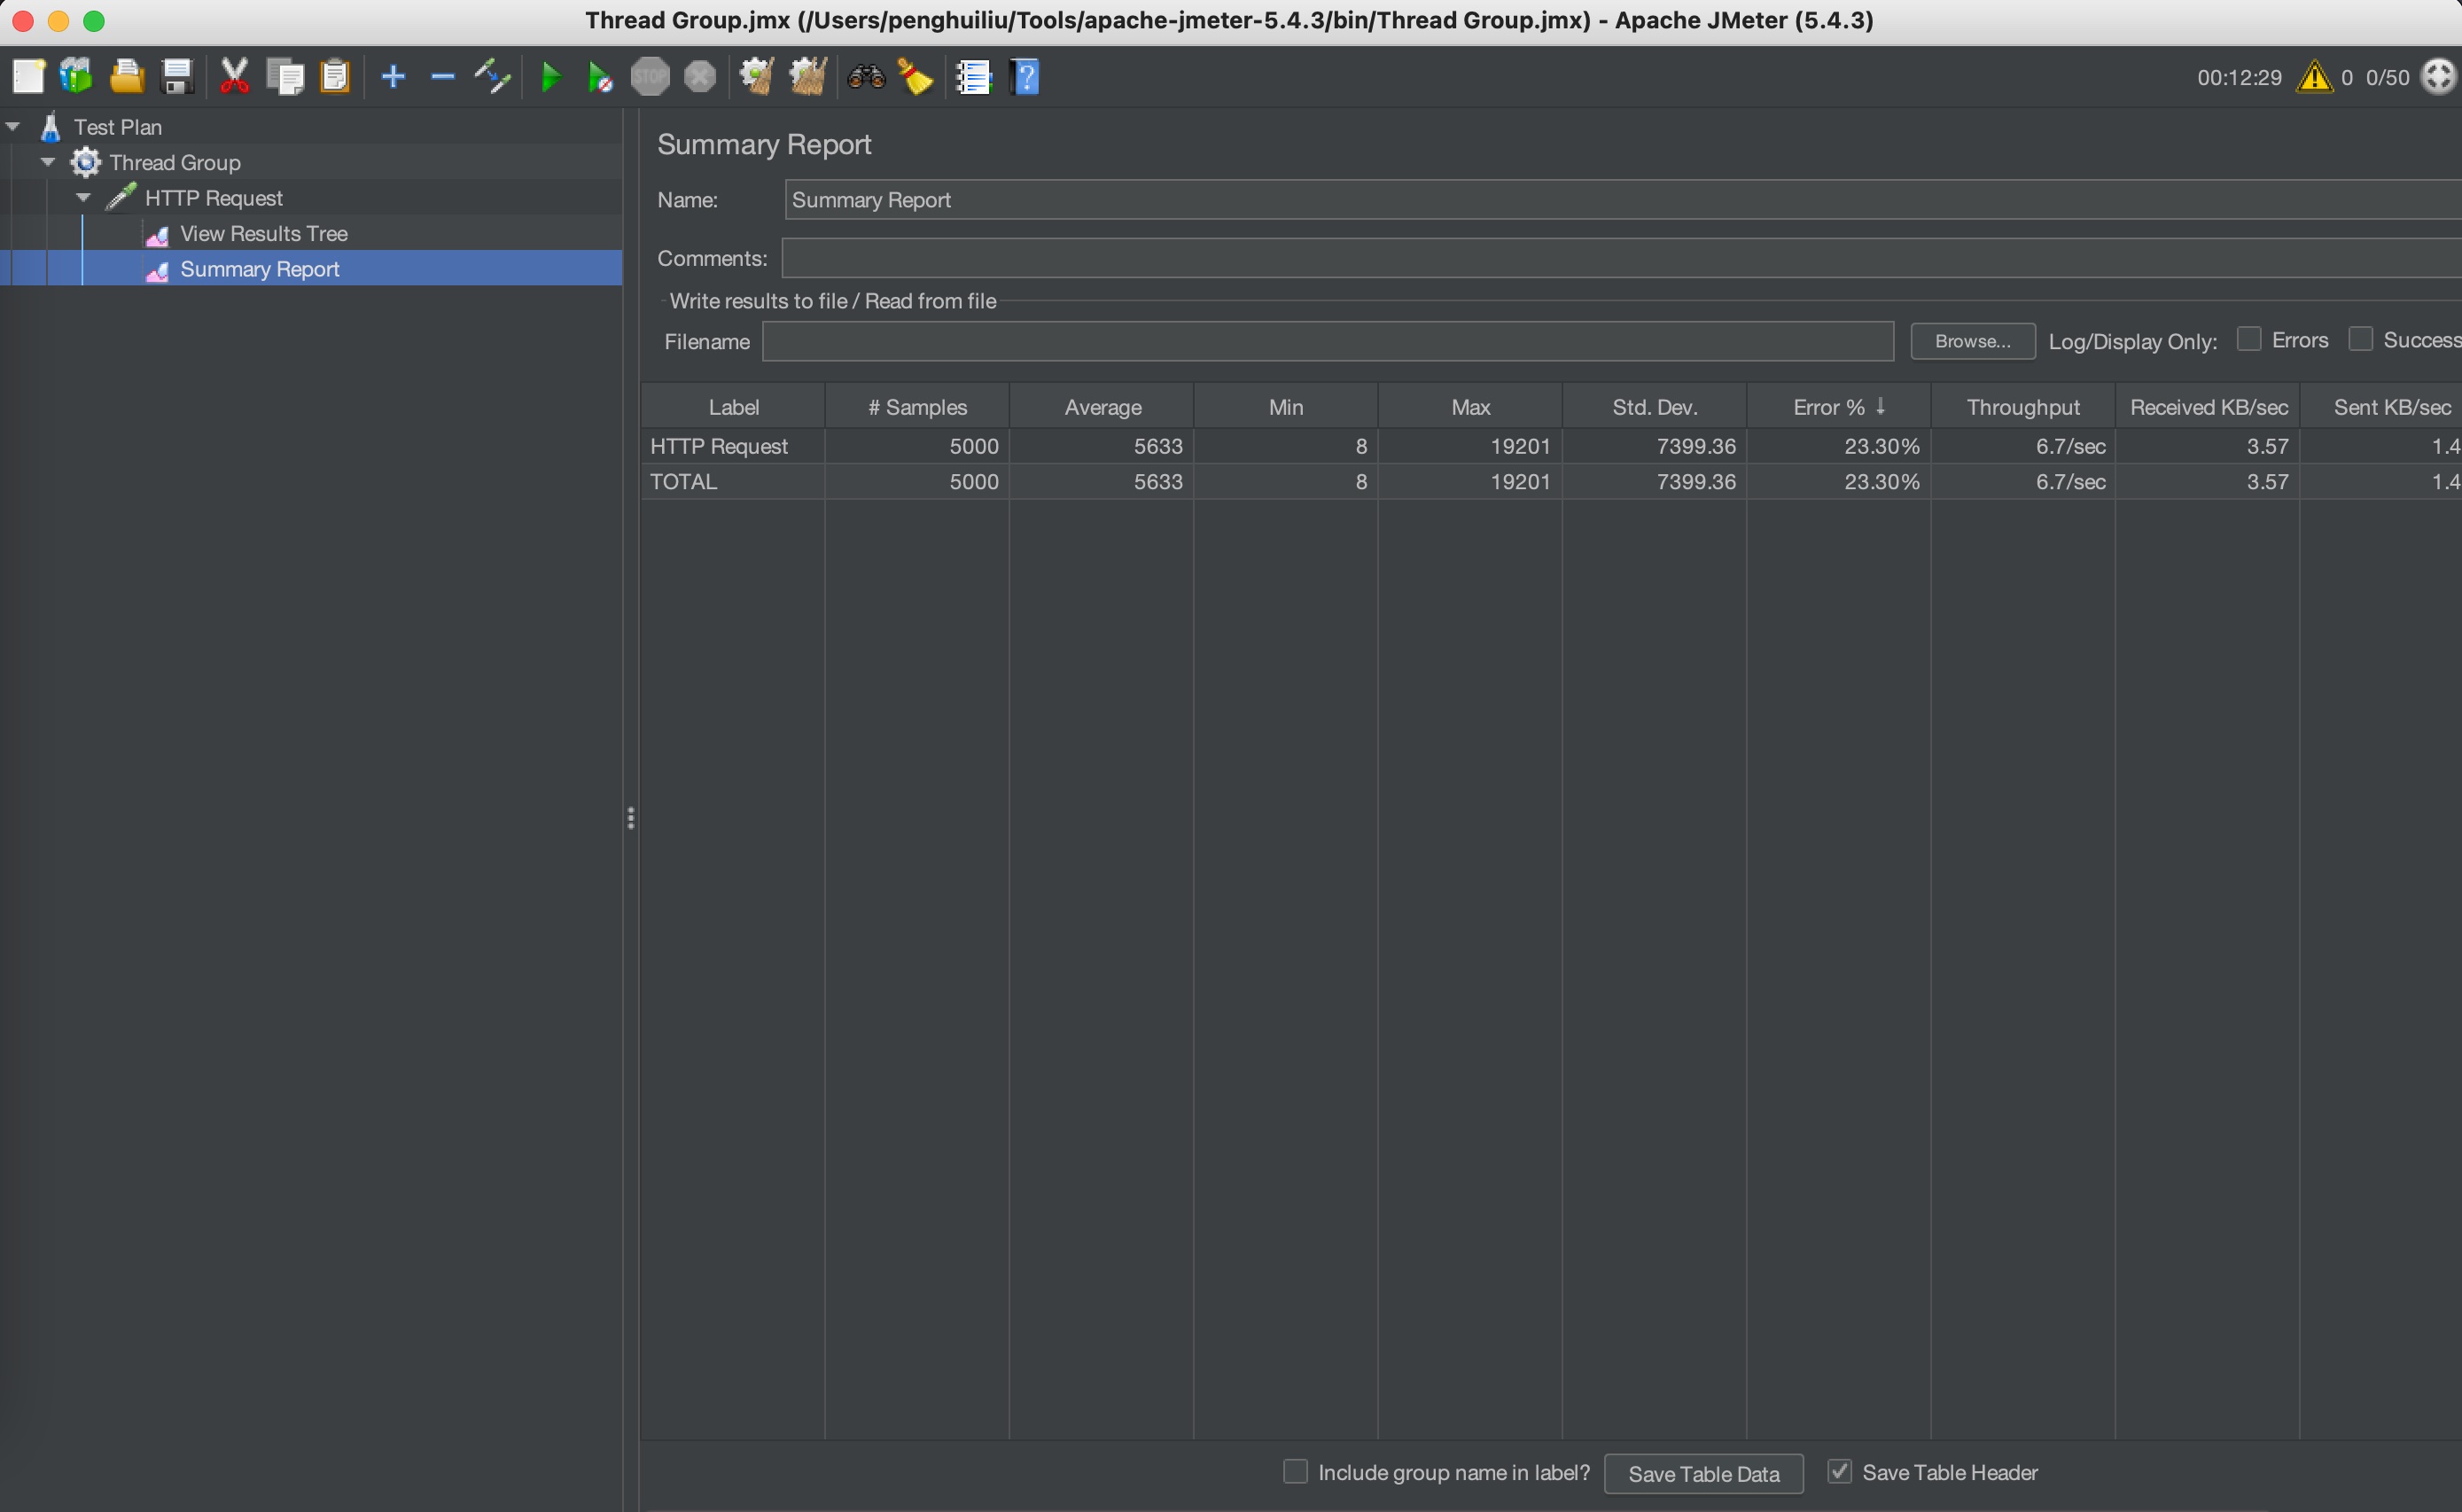 Thread Group.jmx (/Users/penghuiliu/Tools/apache-jmeter-5.4.3/bin/Thread Group.jmx) - Apache JMeter (5.4.3)
STOP ? 00:12:29 0 0/50
Test Plan
Thread Group
HTTP Request
View Results Tree
Summary Report
Summary Report
Name: Summary Report
Comments:
Write results to file / Read from file
Filename Browse... Log/Display Only: Errors Success
Label # Samples Average Min Max Std. Dev. Error % ↓ Throughput Received KB/sec Sent KB/sec
HTTP Request 5000 5633 8 19201 7399.36 23.30% 6.7/sec 3.57 1.4
TOTAL 5000 5633 8 19201 7399.36 23.30% 6.7/sec 3.57 1.4
Include group name in label? Save Table Data Save Table Header